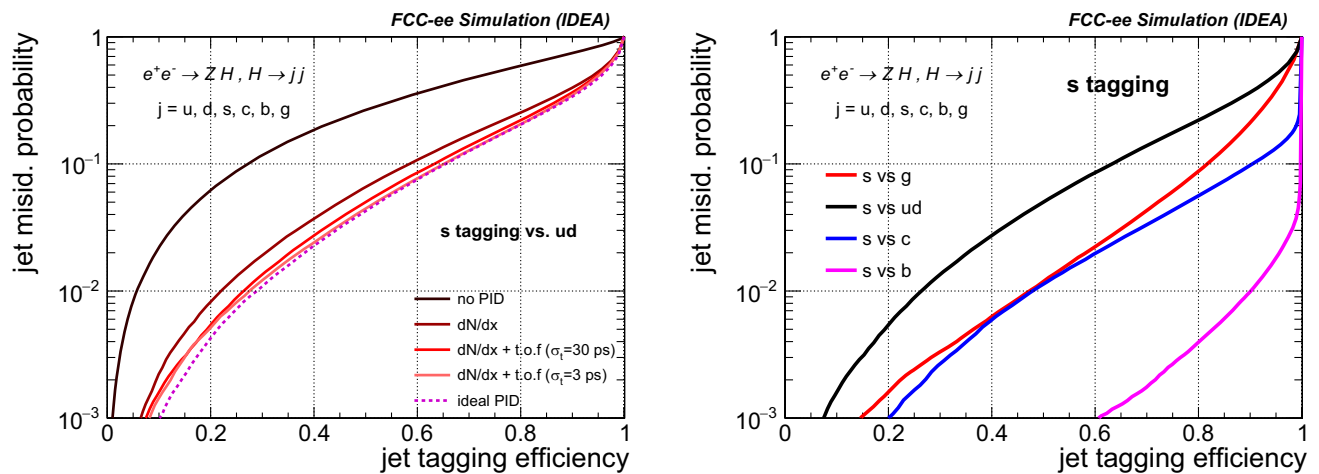 FCC-ee Simulation (IDEA)
e⁺e⁻ → Z H , H → j j
j = u, d, s, c, b, g
s tagging vs. ud
no PID
dN/dx
dN/dx + t.o.f (σₜ=30 ps)
dN/dx + t.o.f (σₜ=3 ps)
ideal PID
jet misid. probability
1
10⁻¹
10⁻²
10⁻³
0 0.2 0.4 0.6 0.8 1
jet tagging efficiency
FCC-ee Simulation (IDEA)
e⁺e⁻ → Z H , H → j j
j = u, d, s, c, b, g
s tagging
s vs g
s vs ud
s vs c
s vs b
jet misid. probability
1
10⁻¹
10⁻²
10⁻³
0 0.2 0.4 0.6 0.8 1
jet tagging efficiency